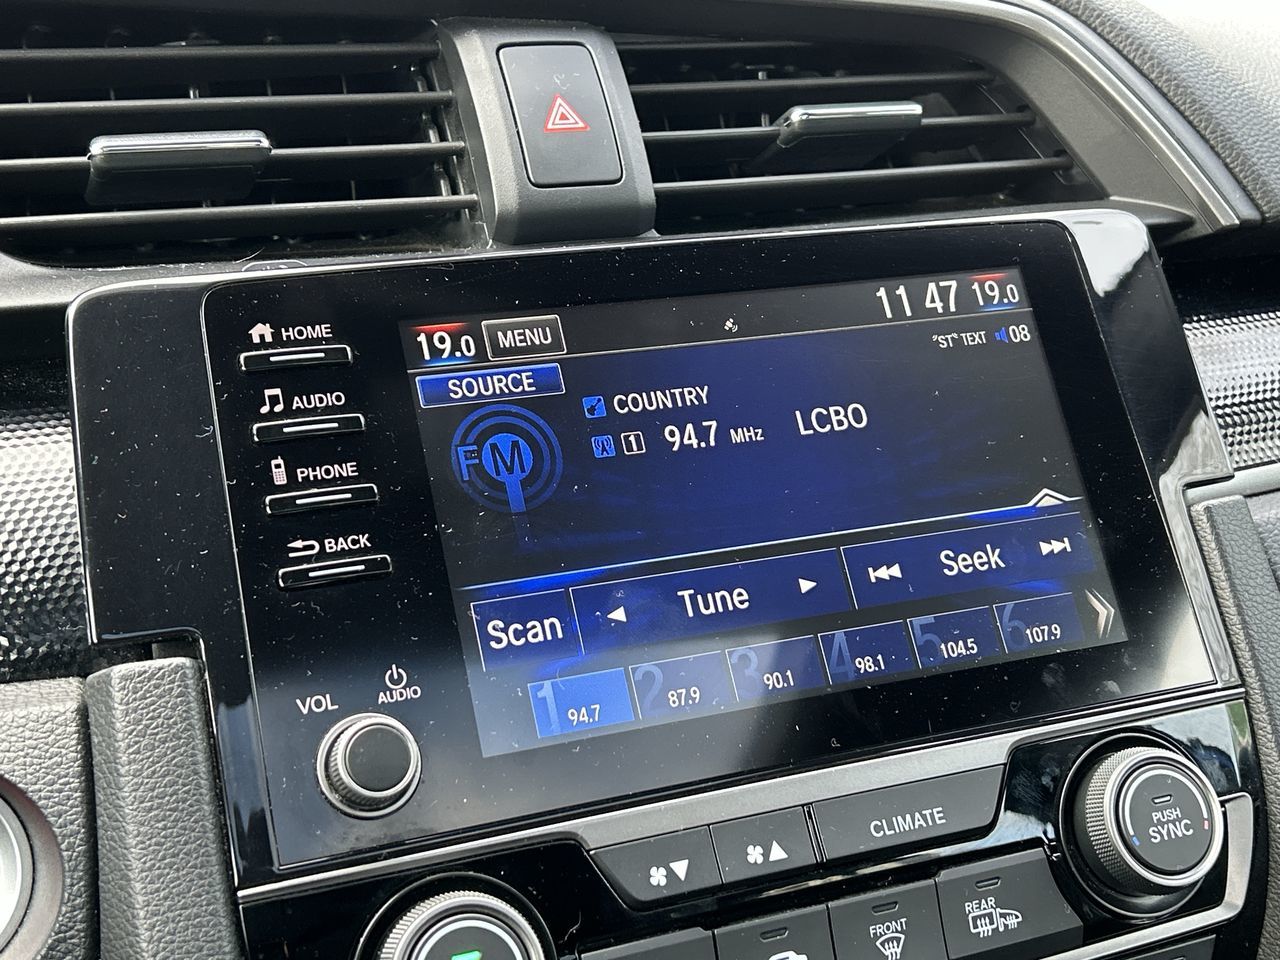 HOME
AUDIO
PHONE
BACK
VOL
AUDIO
19.0
MENU
11 47
19.0
"ST" TEXT
08
SOURCE
FM
COUNTRY
1
94.7 MHz
LCBO
Scan
Tune
Seek
1 94.7
2 87.9
3 90.1
4 98.1
5 104.5
6 107.9
CLIMATE
PUSH
SYNC
FRONT
REAR